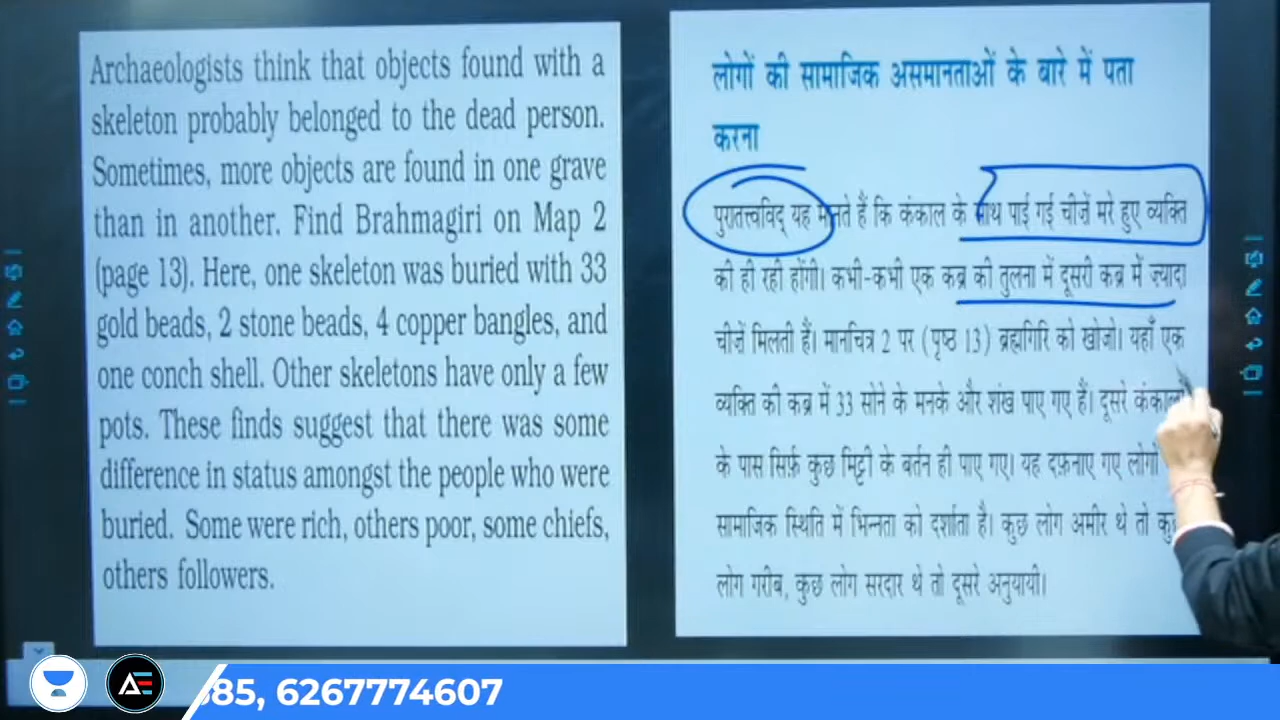 Archaeologists think that objects found with a
skeleton probably belonged to the dead person.
Sometimes, more objects are found in one grave
than in another. Find Brahmagiri on Map 2
(page 13). Here, one skeleton was buried with 33
gold beads, 2 stone beads, 4 copper bangles, and
one conch shell. Other skeletons have only a few
pots. These finds suggest that there was some
difference in status amongst the people who were
buried. Some were rich, others poor, some chiefs,
others followers.
लोगों की सामाजिक असमानताओं के बारे में पता
करना
पुरातत्त्वविद् यह मानते हैं कि कंकाल के साथ पाई गई चीज़ें मरे हुए व्यक्ति
की ही रही होंगी। कभी-कभी एक कब्र की तुलना में दूसरी कब्र में ज़्यादा
चीज़ें मिलती हैं। मानचित्र 2 पर (पृष्ठ 13) ब्रह्मगिरि को खोजो। यहाँ एक
व्यक्ति की कब्र में 33 सोने के मनके और शंख पाए गए हैं। दूसरे कंकालों
के पास सिर्फ़ कुछ मिट्टी के बर्तन ही पाए गए। यह दफ़नाए गए लोगों
सामाजिक स्थिति में भिन्नता को दर्शाता है। कुछ लोग अमीर थे तो
लोग गरीब, कुछ लोग सरदार थे तो दूसरे अनुयायी।
385, 6267774607